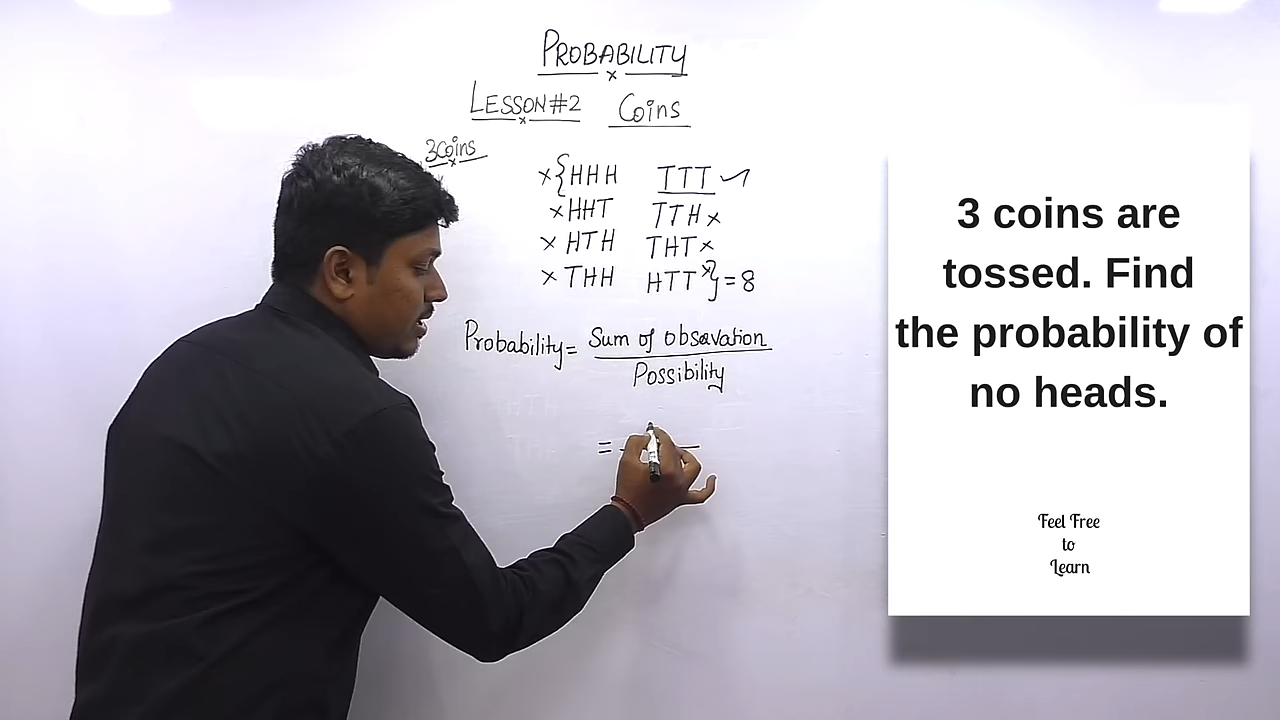 PROBABILITY
LESSON#2 Coins
3Coins
×{HHH TTT ✓
×HHT TTH ×
× HTH THT ×
× THH HTT ×} = 8
Probability = Sum of observation
Possibility
=
3 coins are
tossed. Find
the probability of
no heads.
Feel Free
to
Learn